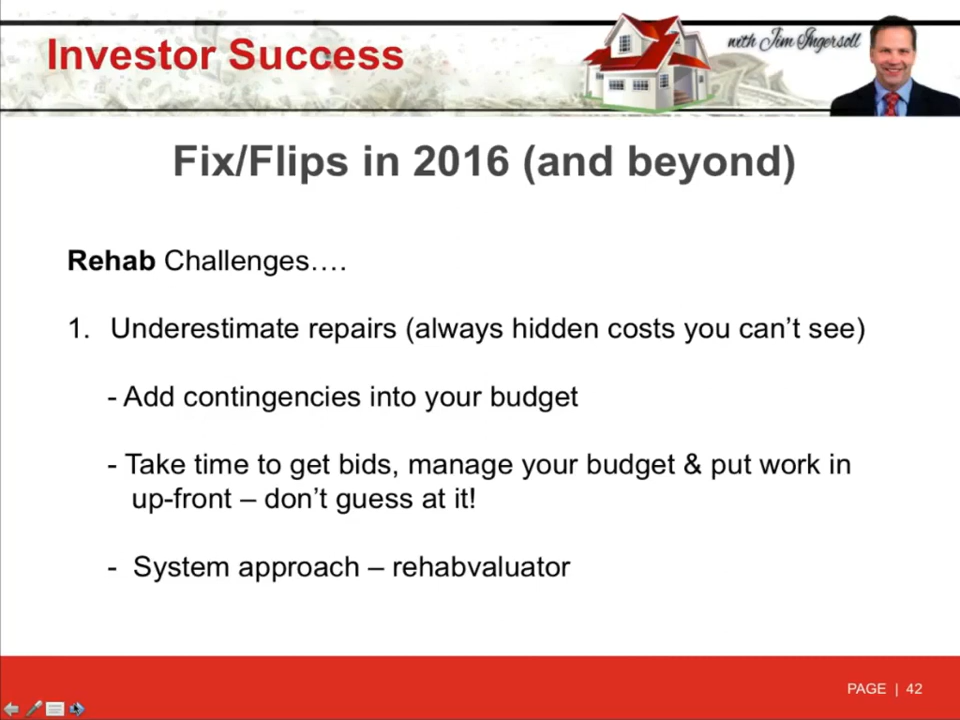 Investor Success
with Jim Ingersoll
Fix/Flips in 2016 (and beyond)
Rehab Challenges….
1. Underestimate repairs (always hidden costs you can’t see)
- Add contingencies into your budget
- Take time to get bids, manage your budget & put work in
up-front – don’t guess at it!
- System approach – rehabvaluator
PAGE | 42